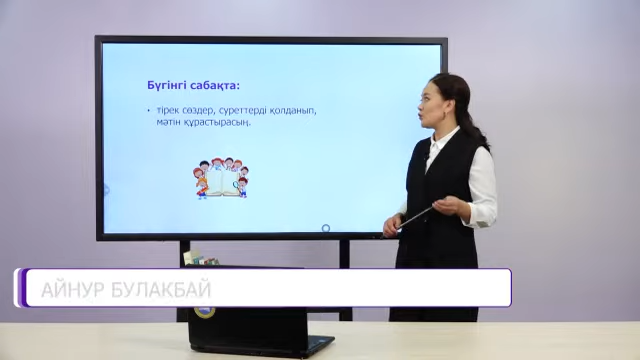 Бүгінгі сабақта:
• тірек сөздер, суреттерді қолданып,
мәтін құрастырасың.
АЙНУР БУЛАКБАЙ